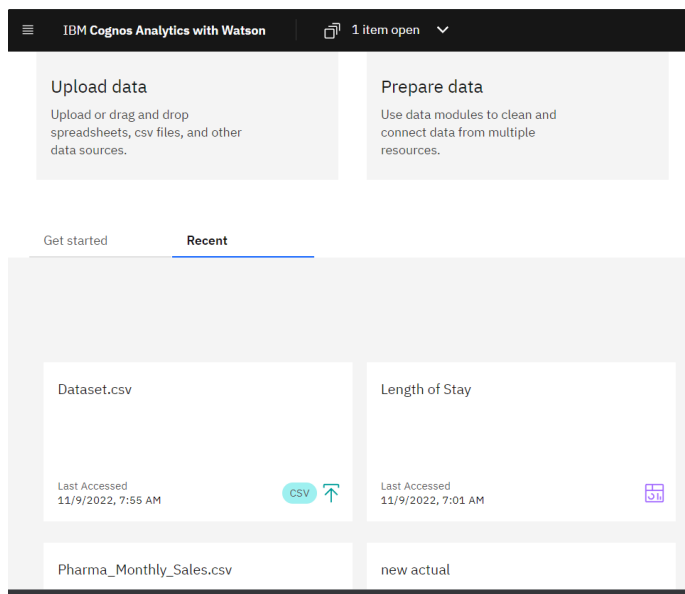 IBM Cognos Analytics with Watson
1 item open
Upload data
Upload or drag and drop
spreadsheets, csv files, and other
data sources.
Prepare data
Use data modules to clean and
connect data from multiple
resources.
Get started
Recent
Dataset.csv
Last Accessed
11/9/2022, 7:55 AM
CSV
Length of Stay
Last Accessed
11/9/2022, 7:01 AM
Pharma_Monthly_Sales.csv
new actual